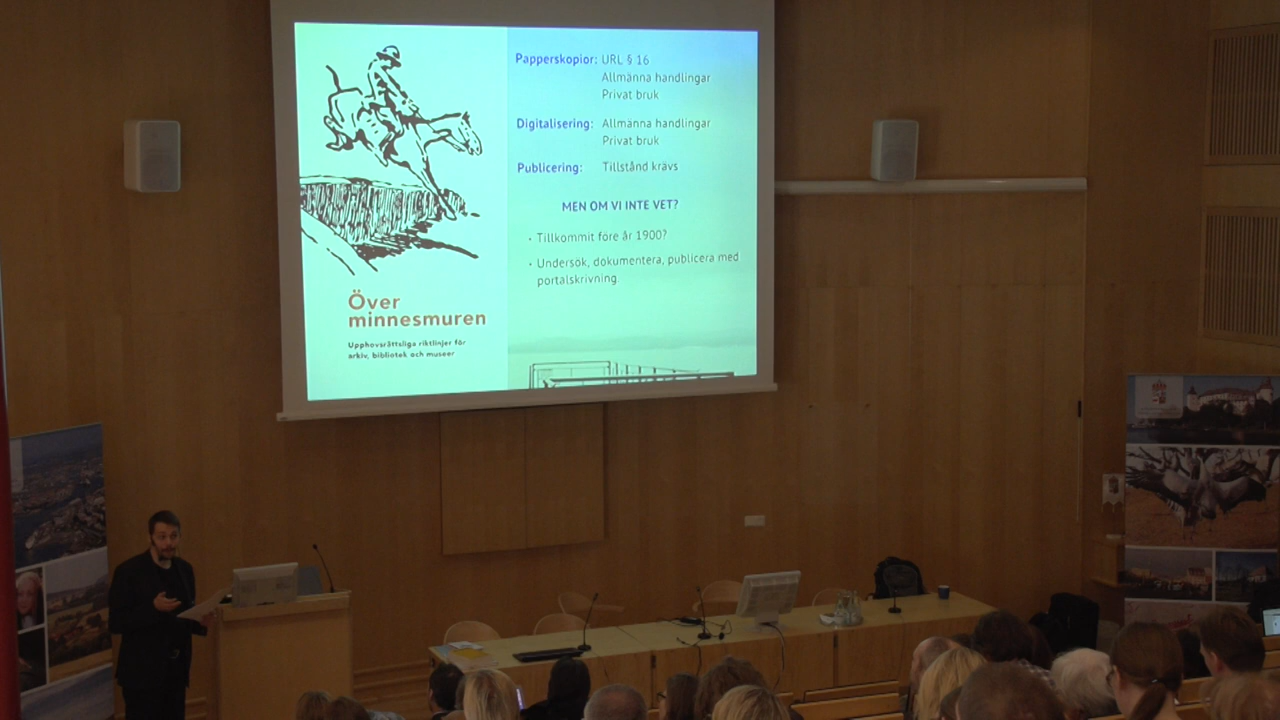 Papperskopior: URL § 16
Allmänna handlingar
Privat bruk
Digitalisering: Allmänna handlingar
Privat bruk
Publicering: Tillstånd krävs
MEN OM VI INTE VET?
· Tillkommit före år 1900?
· Undersök, dokumentera, publicera med
portalskrivning.
Över
minnesmuren
Upphovsrättsliga riktlinjer för
arkiv, bibliotek och museer